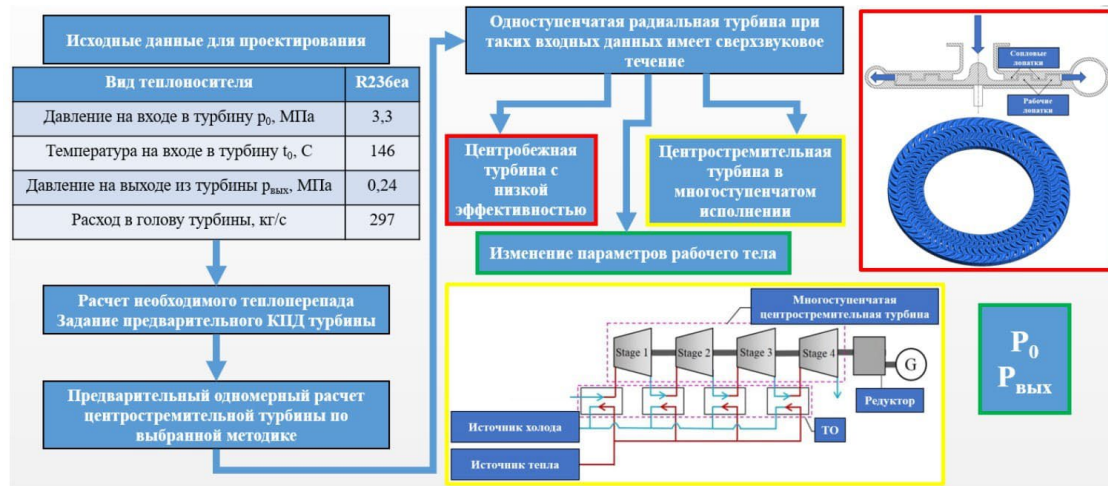 Исходные данные для проектирования
Вид теплоносителя R236ea
Давление на входе в турбину p₀, МПа 3,3
Температура на входе в турбину t₀, С 146
Давление на выходе из турбины pвых, МПа 0,24
Расход в голову турбины, кг/с 297
Расчет необходимого теплоперепада
Задание предварительного КПД турбины
Предварительный одномерный расчет
центростремительной турбины по
выбранной методике
Одноступенчатая радиальная турбина при
таких входных данных имеет сверхзвуковое
течение
Центробежная
турбина с
низкой
эффективностью
Центростремительная
турбина в
многоступенчатом
исполнении
Изменение параметров рабочего тела
Сопловые
лопатки
Рабочие
лопатки
Многоступенчатая
центростремительная турбина
Stage 1
Stage 2
Stage 3
Stage 4
G
Редуктор
ТО
Источник холода
Источник тепла
P₀
Pвых